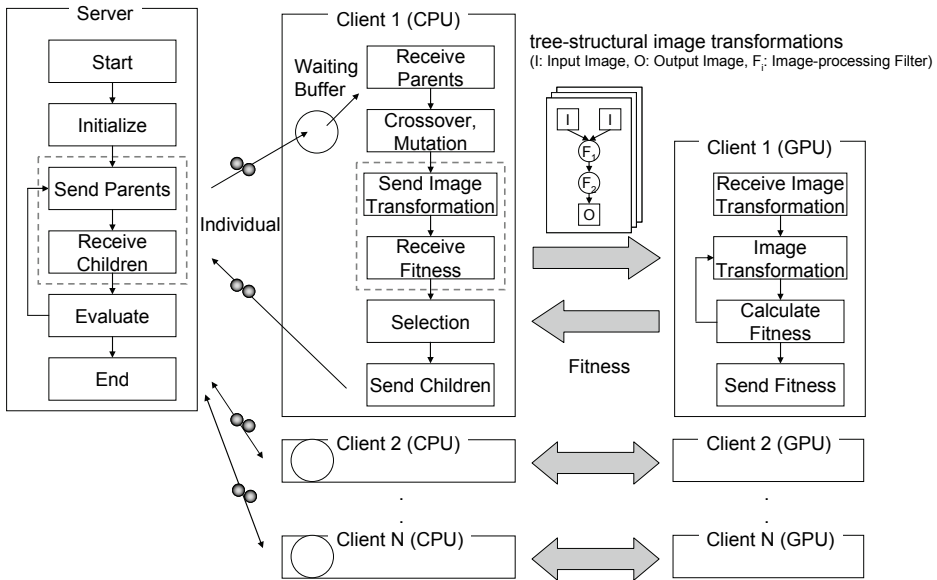 Server
Start
Initialize
Send Parents
Receive
Children
Evaluate
End
Individual
Waiting
Buffer
Client 1 (CPU)
Receive
Parents
Crossover,
Mutation
Send Image
Transformation
Receive
Fitness
Selection
Send Children
tree-structural image transformations
(I: Input Image, O: Output Image, Fi: Image-processing Filter)
I I
F1
F2
O
Fitness
Client 1 (GPU)
Receive Image
Transformation
Image
Transformation
Calculate
Fitness
Send Fitness
Client 2 (CPU)
Client 2 (GPU)
Client N (CPU)
Client N (GPU)